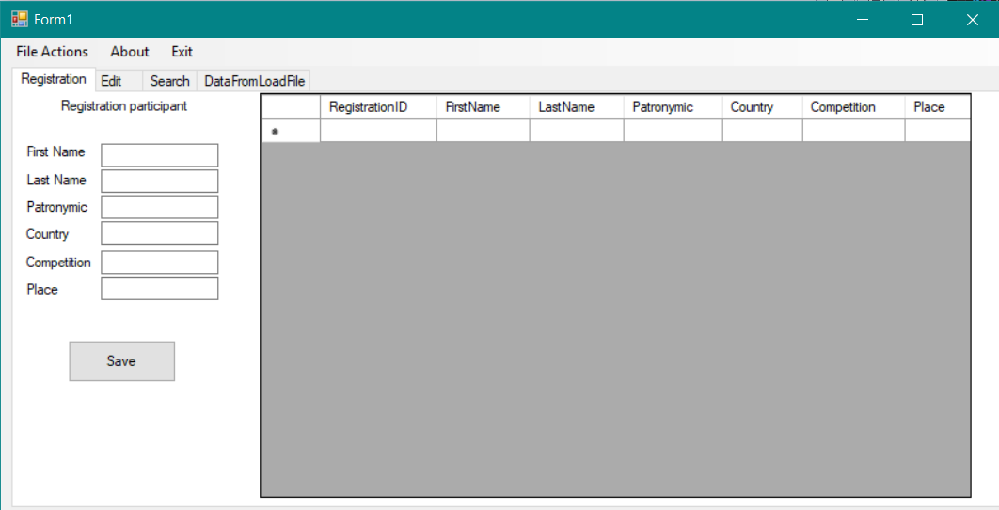 Form1
File Actions About Exit
Registration Edit Search DataFromLoadFile
Registration participant
RegistrationID FirstName LastName Patronymic Country Competition Place
First Name
Last Name
Patronymic
Country
Competition
Place
Save